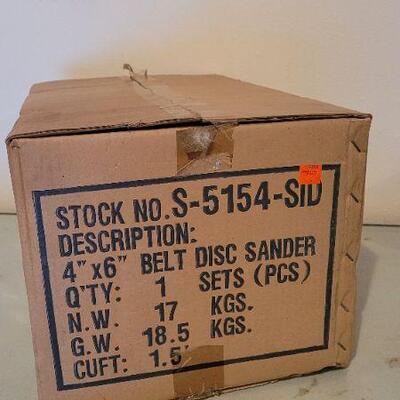 STOCK NO. S-5154-SID
DESCRIPTION:
4" x6" BELT DISC SANDER
Q'TY: 1 SETS (PCS)
N.W. 17 KGS.
G.W. 18.5 KGS.
CUFT: 1.5'